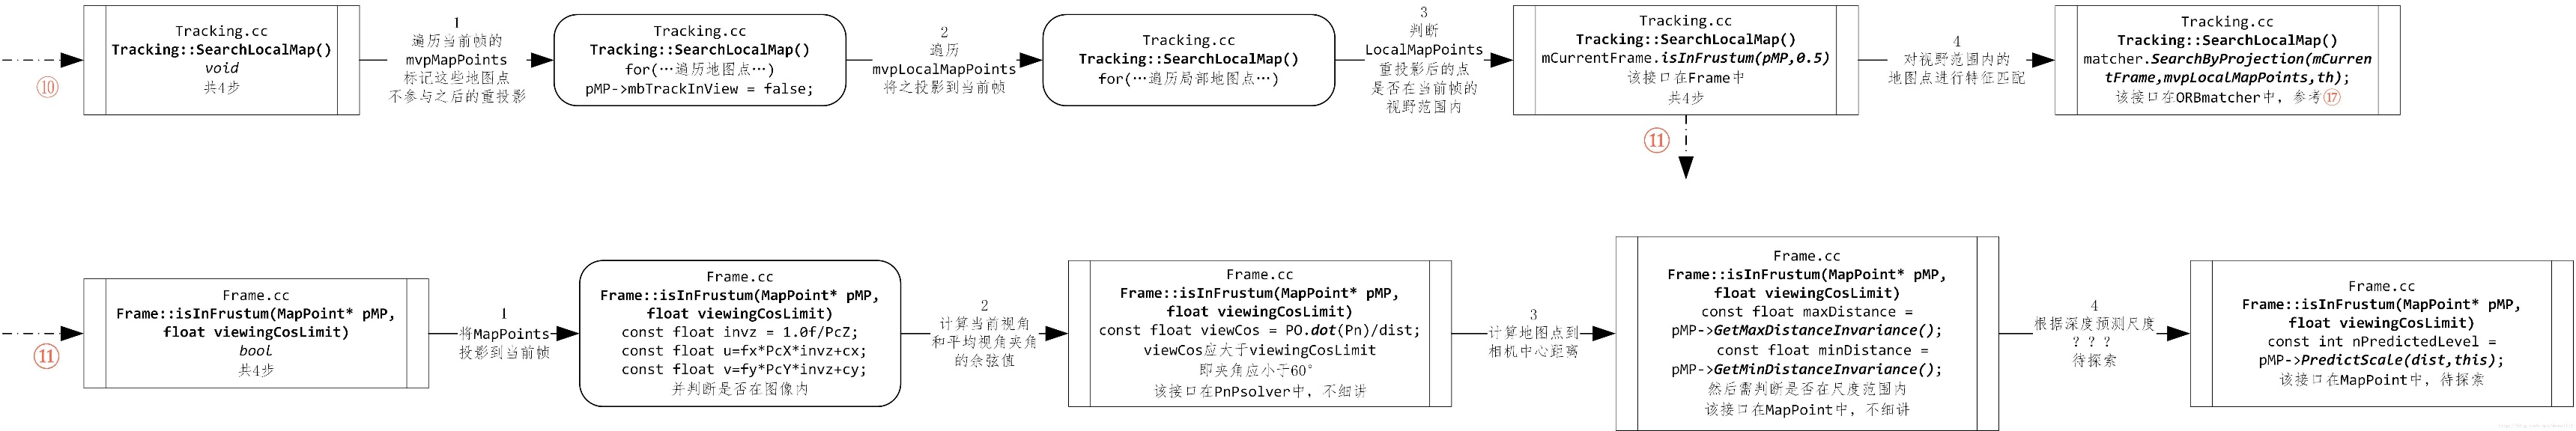 ⑩
Tracking.cc
Tracking::SearchLocalMap()
void
共4步
1
遍历当前帧的
mvpMapPoints
标记这些地图点
不参与之后的重投影
Tracking.cc
Tracking::SearchLocalMap()
for(…遍历地图点…)
pMP->mbTrackInView = false;
2
遍历
mvpLocalMapPoints
将之投影到当前帧
Tracking.cc
Tracking::SearchLocalMap()
for(…遍历局部地图点…)
3
判断
LocalMapPoints
重投影后的点
是否在当前帧的
视野范围内
Tracking.cc
Tracking::SearchLocalMap()
mCurrentFrame.isInFrustum(pMP,0.5)
该接口在Frame中
共4步
⑪
4
对视野范围内的
地图点进行特征匹配
Tracking.cc
Tracking::SearchLocalMap()
matcher.SearchByProjection(mCurren
tFrame,mvpLocalMapPoints,th);
该接口在ORBmatcher中，参考⑰
⑪
Frame.cc
Frame::isInFrustum(MapPoint* pMP,
float viewingCosLimit)
bool
共4步
1
将MapPoints
投影到当前帧
Frame.cc
Frame::isInFrustum(MapPoint* pMP,
float viewingCosLimit)
const float invz = 1.0f/PcZ;
const float u=fx*PcX*invz+cx;
const float v=fy*PcY*invz+cy;
并判断是否在图像内
2
计算当前视角
和平均视角夹角
的余弦值
Frame.cc
Frame::isInFrustum(MapPoint* pMP,
float viewingCosLimit)
const float viewCos = PO.dot(Pn)/dist;
viewCos应大于viewingCosLimit
即夹角应小于60°
该接口在PnPsolver中，不细讲
3
计算地图点到
相机中心距离
Frame.cc
Frame::isInFrustum(MapPoint* pMP,
float viewingCosLimit)
const float maxDistance =
pMP->GetMaxDistanceInvariance();
const float minDistance =
pMP->GetMinDistanceInvariance();
然后需判断是否在尺度范围内
该接口在MapPoint中，不细讲
4
根据深度预测尺度
？？？
待探索
Frame.cc
Frame::isInFrustum(MapPoint* pMP,
float viewingCosLimit)
const int nPredictedLevel =
pMP->PredictScale(dist,this);
该接口在MapPoint中，待探索